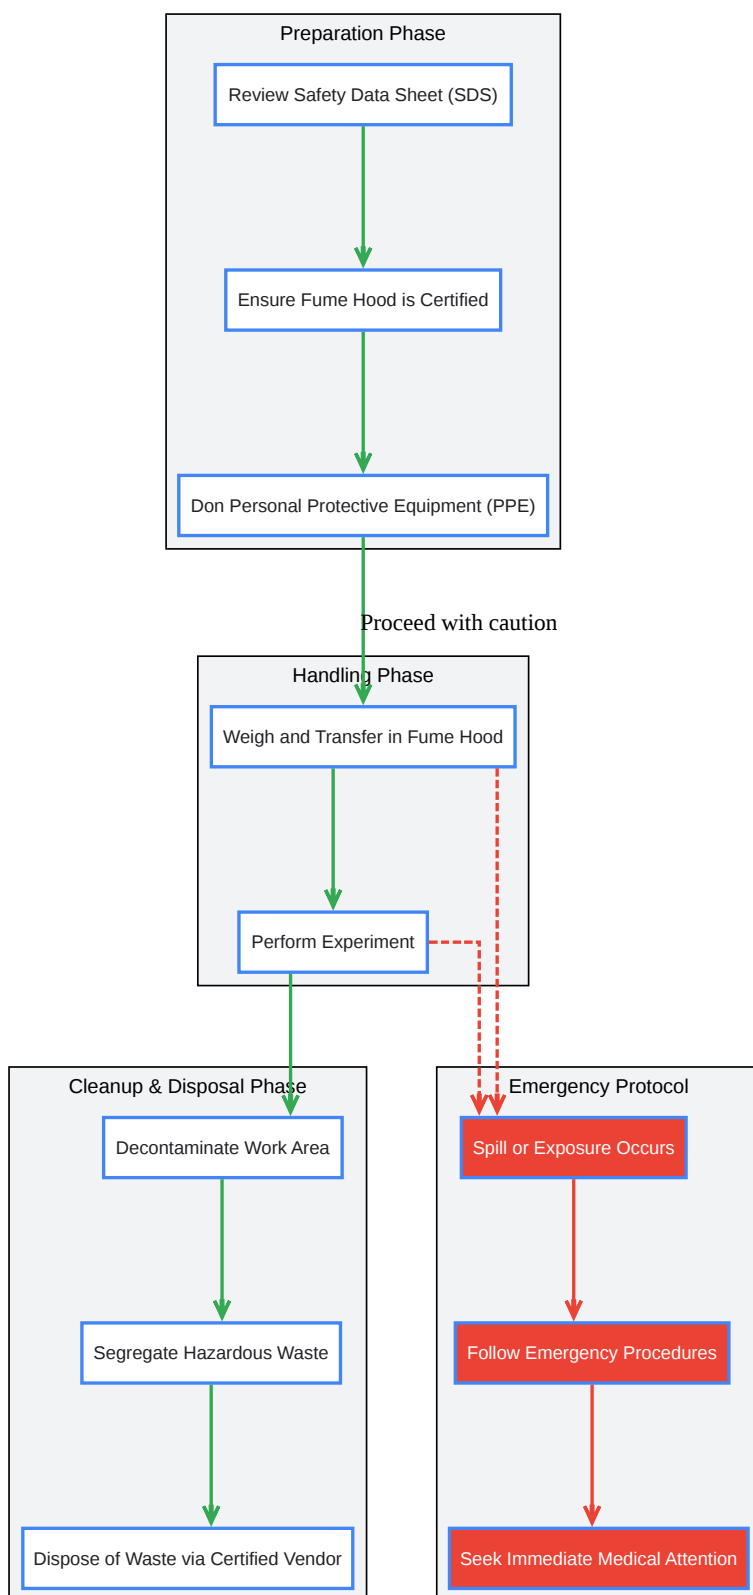 Preparation Phase
Review Safety Data Sheet (SDS)
Ensure Fume Hood is Certified
Don Personal Protective Equipment (PPE)
Proceed with caution
Handling Phase
Weigh and Transfer in Fume Hood
Perform Experiment
Cleanup & Disposal Phase
Decontaminate Work Area
Segregate Hazardous Waste
Dispose of Waste via Certified Vendor
Emergency Protocol
Spill or Exposure Occurs
Follow Emergency Procedures
Seek Immediate Medical Attention